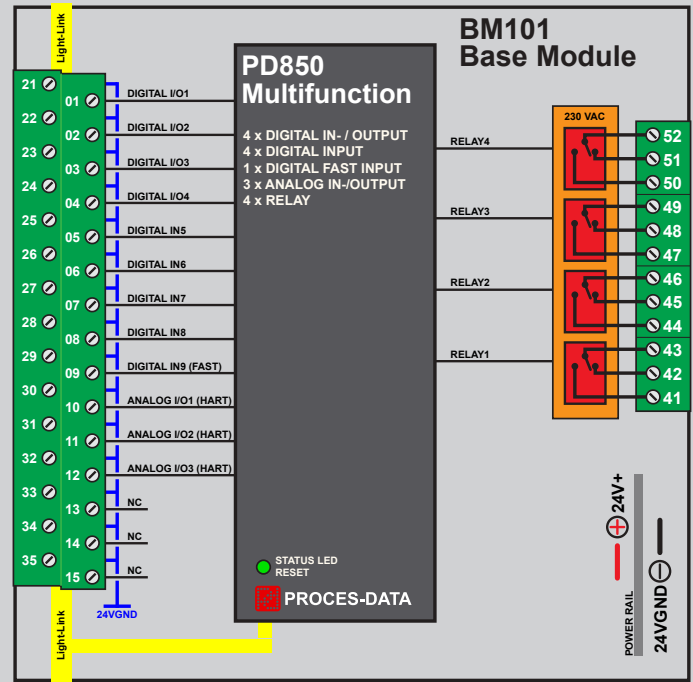 Light-Link
BM101
Base Module
PD850
Multifunction
4 x DIGITAL IN- / OUTPUT
4 x DIGITAL INPUT
1 x DIGITAL FAST INPUT
3 x ANALOG IN-/OUTPUT
4 x RELAY
21
01 DIGITAL I/O1
22
02 DIGITAL I/O2
23
03 DIGITAL I/O3
24
04 DIGITAL I/O4
25
05 DIGITAL IN5
26
06 DIGITAL IN6
27
07 DIGITAL IN7
28
08 DIGITAL IN8
29
09 DIGITAL IN9 (FAST)
30
10 ANALOG I/O1 (HART)
31
11 ANALOG I/O2 (HART)
32
12 ANALOG I/O3 (HART)
33
13 NC
34
14 NC
35
15 NC
24VGND
Light-Link
STATUS LED
RESET
PROCES-DATA
230 VAC
RELAY4
52
51
50
RELAY3
49
48
47
RELAY2
46
45
44
RELAY1
43
42
41
24V+
POWER RAIL
24VGND